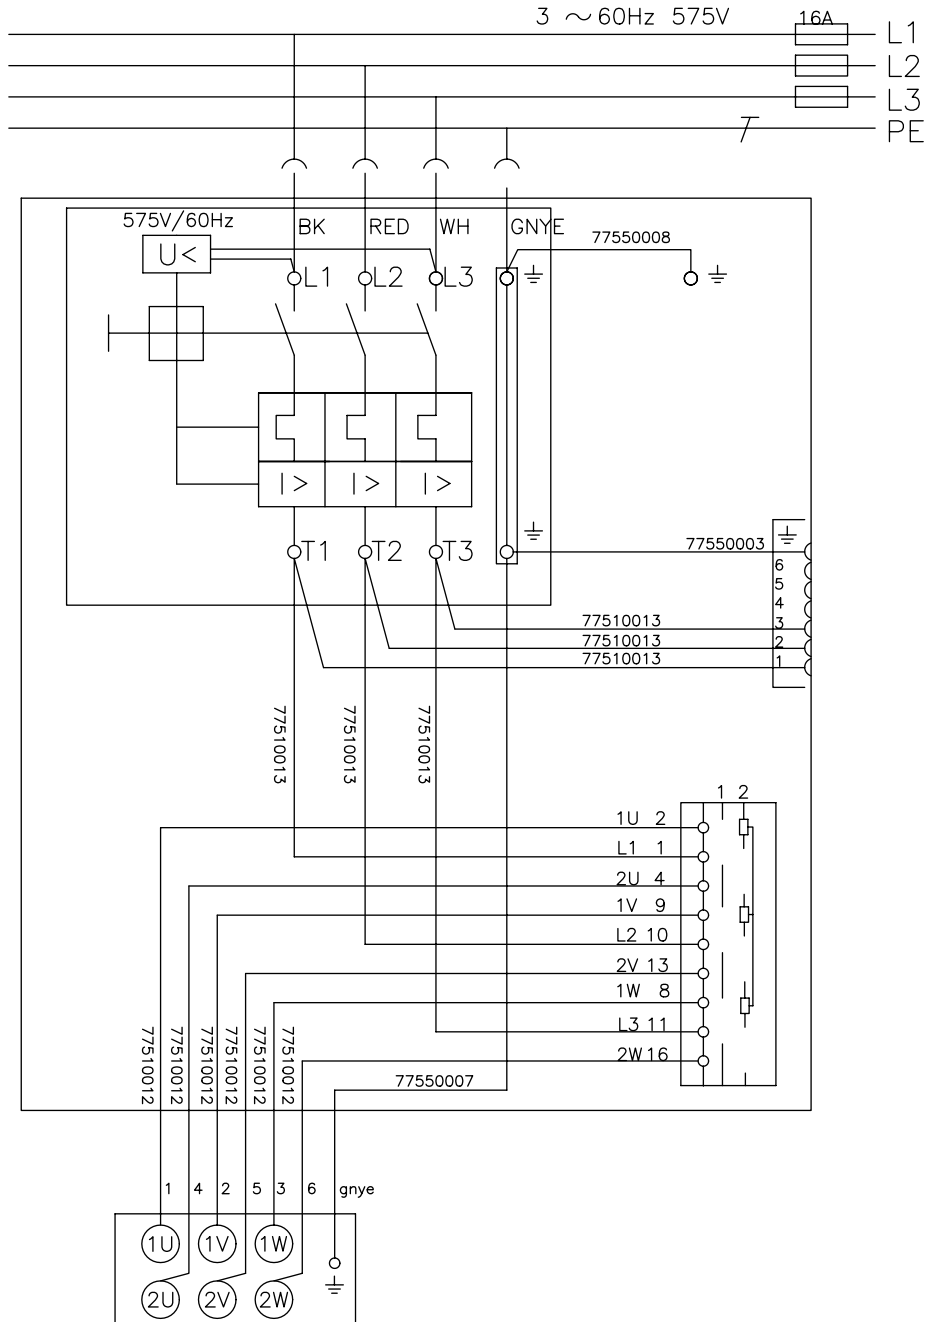 3 ~ 60Hz 575V
16A
L1
L2
L3
PE
575V/60Hz
BK
RED
WH
GNYE
77550008
U<
L1
L2
L3
I>
I>
I>
T1
T2
T3
77550003
6
5
4
77510013
3
77510013
2
77510013
1
77510013
77510013
77510013
1 2
1U 2
L1 1
2U 4
1V 9
L2 10
2V 13
1W 8
L3 11
2W 16
77510012
77510012
77510012
77510012
77510012
77510012
77550007
1
4
2
5
3
6
gnye
1U
1V
1W
2U
2V
2W